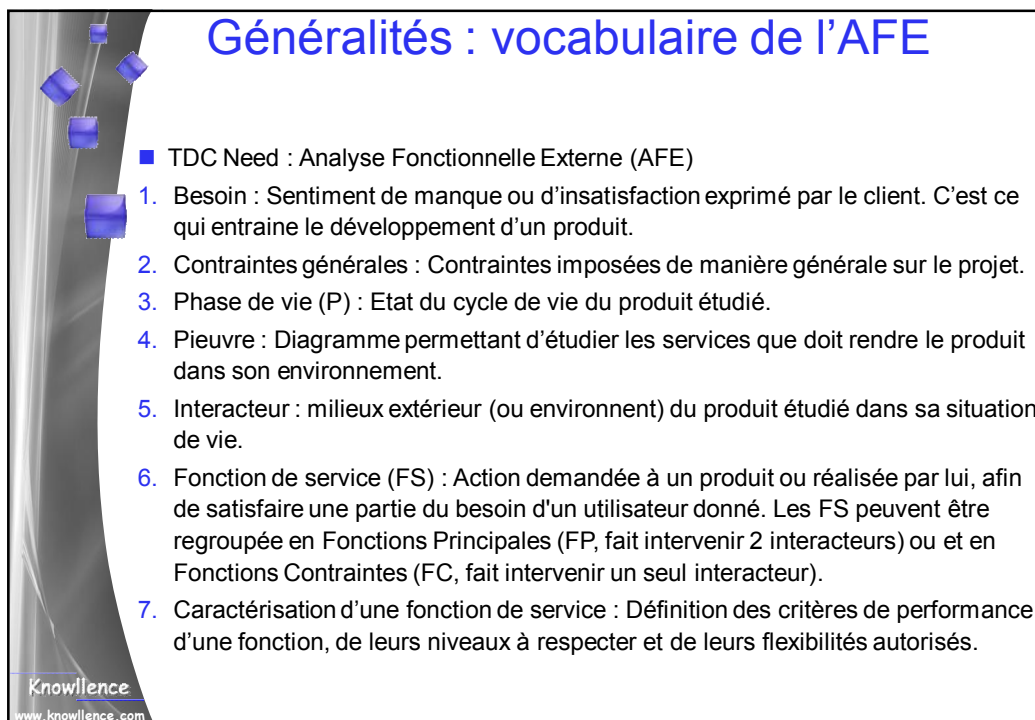 Généralités : vocabulaire de l’AFE
TDC Need : Analyse Fonctionnelle Externe (AFE)
1. Besoin : Sentiment de manque ou d’insatisfaction exprimé par le client. C’est ce
qui entraine le développement d’un produit.
2. Contraintes générales : Contraintes imposées de manière générale sur le projet.
3. Phase de vie (P) : Etat du cycle de vie du produit étudié.
4. Pieuvre : Diagramme permettant d’étudier les services que doit rendre le produit
dans son environnement.
5. Interacteur : milieux extérieur (ou environnent) du produit étudié dans sa situation
de vie.
6. Fonction de service (FS) : Action demandée à un produit ou réalisée par lui, afin
de satisfaire une partie du besoin d'un utilisateur donné. Les FS peuvent être
regroupée en Fonctions Principales (FP, fait intervenir 2 interacteurs) ou et en
Fonctions Contraintes (FC, fait intervenir un seul interacteur).
7. Caractérisation d’une fonction de service : Définition des critères de performance
d’une fonction, de leurs niveaux à respecter et de leurs flexibilités autorisés.
Knowllence
www.knowllence.com